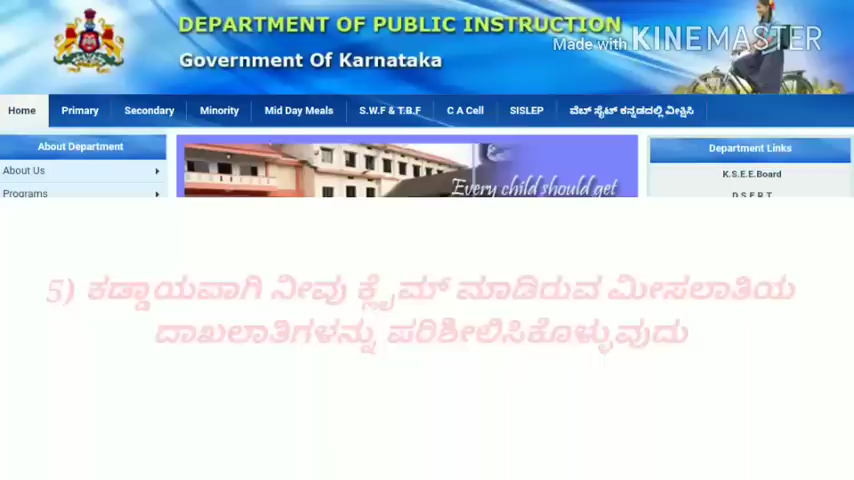 DEPARTMENT OF PUBLIC INSTRUCTION
Made with KINEMASTER
Government Of Karnataka
Home Primary Secondary Minority Mid Day Meals S.W.F & T.B.F C A Cell SISLEP ವೆಬ್ ಸೈಟ್ ಕನ್ನಡದಲ್ಲಿ ವೀಕ್ಷಿಸಿ
About Department
Department Links
About Us
K.S.E.E.Board
Every child should get
Programs
D.S.E.R.T
5) ಕಡ್ಡಾಯವಾಗಿ ನೀವು ಕ್ಲೈಮ್ ಮಾಡಿರುವ ಮೀಸಲಾತಿಯ
ದಾಖಲಾತಿಗಳನ್ನು ಪರಿಶೀಲಿಸಿಕೊಳ್ಳುವುದು